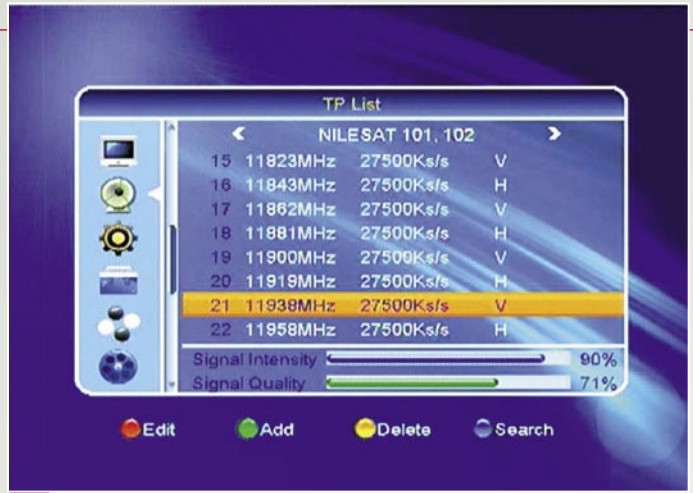 TP List
NILESAT 101, 102
15 11823MHz 27500Ks/s V
16 11843MHz 27500Ks/s H
17 11862MHz 27500Ks/s V
18 11881MHz 27500Ks/s H
19 11900MHz 27500Ks/s V
20 11919MHz 27500Ks/s H
21 11938MHz 27500Ks/s V
22 11958MHz 27500Ks/s H
Signal Intensity 90%
Signal Quality 71%
Edit Add Delete Search